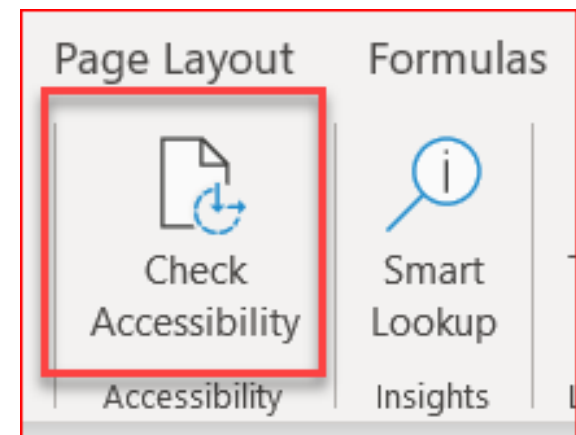 Page Layout Formulas
Check
Accessibility
Smart
Lookup
Accessibility Insights